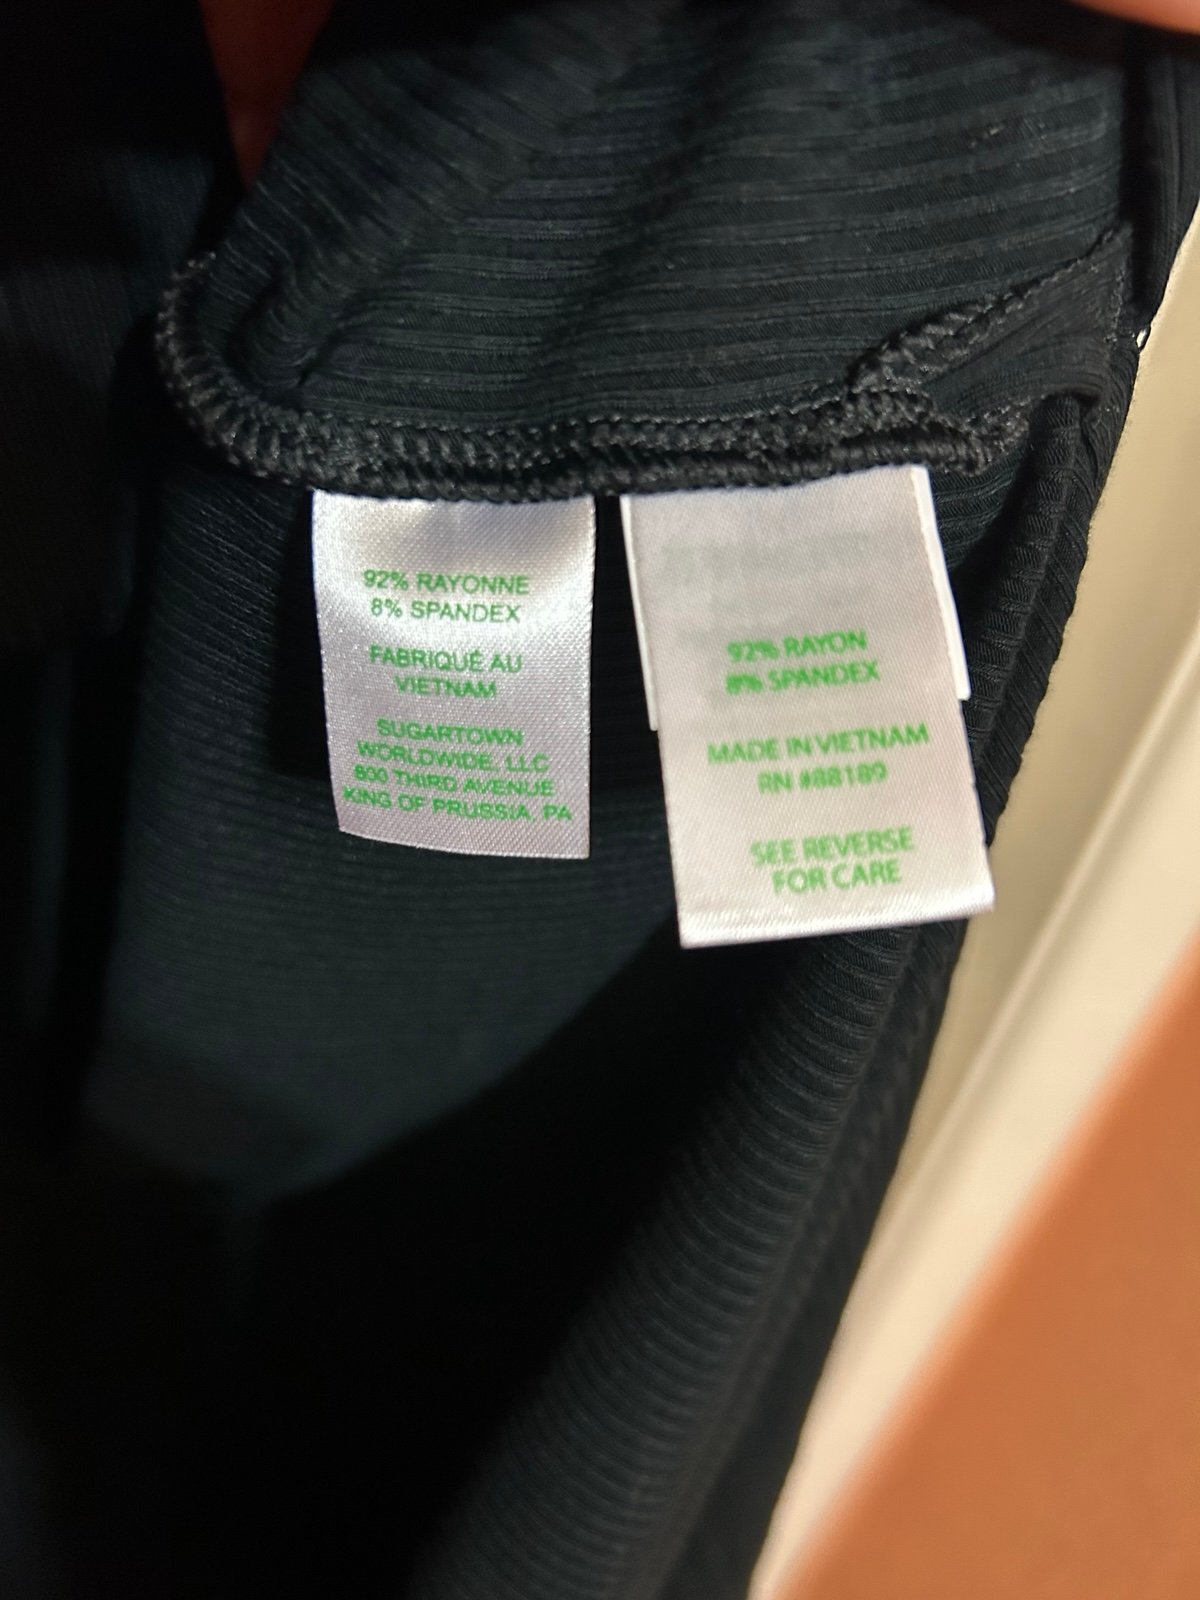 92% RAYONNE
8% SPANDEX
FABRIQUÉ AU
VIETNAM
SUGARTOWN
WORLDWIDE, LLC
800 THIRD AVENUE
KING OF PRUSSIA, PA
92% RAYON
8% SPANDEX
MADE IN VIETNAM
RN #88189
SEE REVERSE
FOR CARE